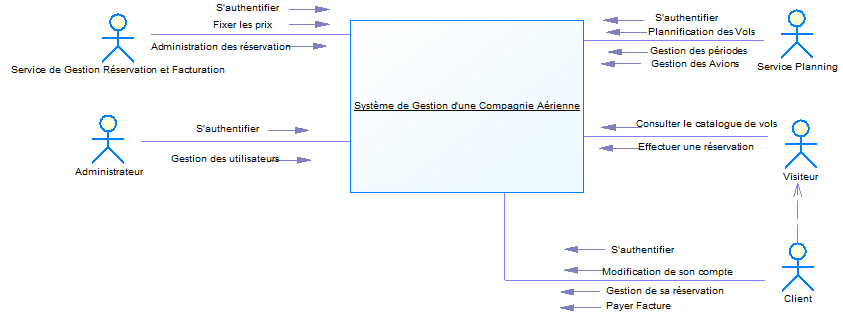 S'authentifier
Fixer les prix
Administration des réservation
Service de Gestion Réservation et Facturation
S'authentifier
Plannification des Vols
Gestion des périodes
Gestion des Avions
Service Planning
Système de Gestion d'une Compagnie Aérienne
S'authentifier
Gestion des utilisateurs
Administrateur
Consulter le catalogue de vols
Effectuer une réservation
Visiteur
S'authentifier
Modification de son compte
Gestion de sa réservation
Payer Facture
Client